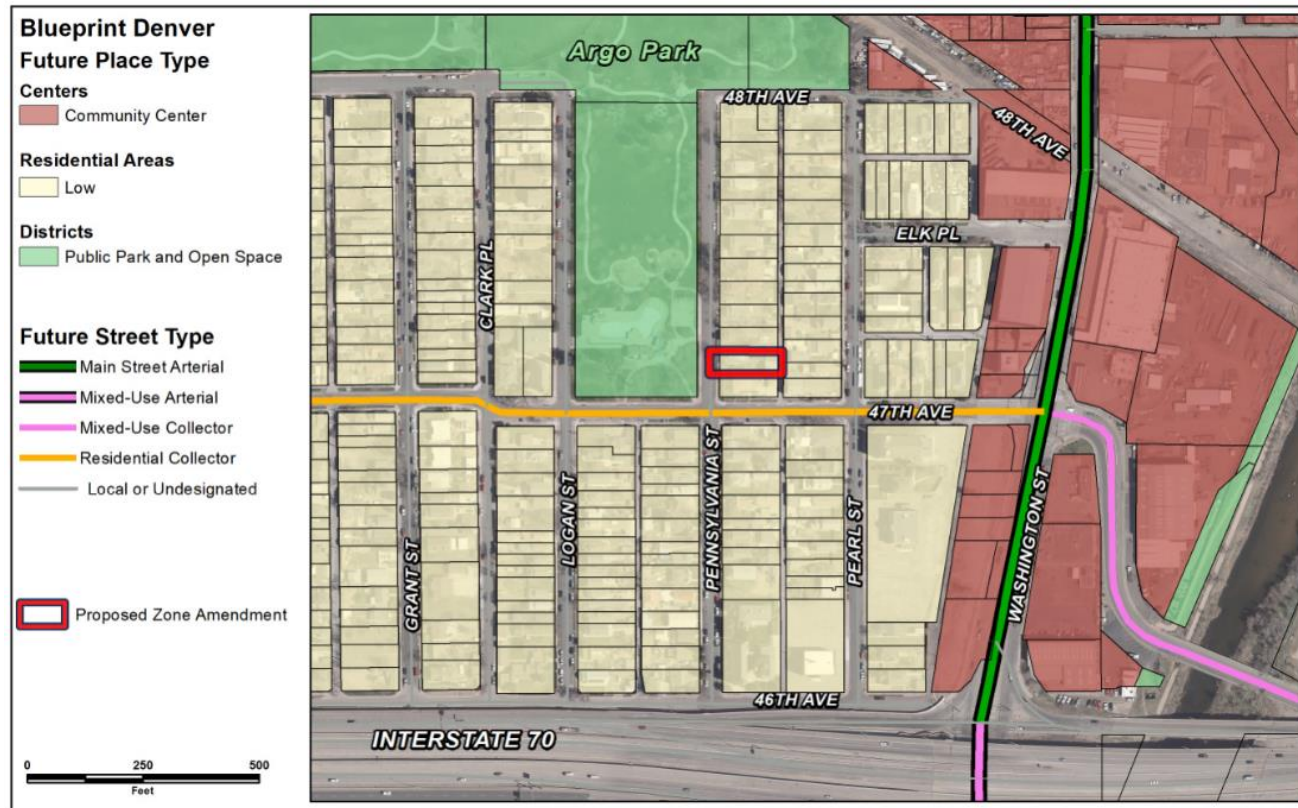 Blueprint Denver
Future Place Type
Centers
Community Center
Residential Areas
Low
Districts
Public Park and Open Space
Future Street Type
Main Street Arterial
Mixed-Use Arterial
Mixed-Use Collector
Residential Collector
Local or Undesignated
Proposed Zone Amendment
0 250 500
Feet
Argo Park
48TH AVE
48TH AVE
CLARK PL
ELK PL
47TH AVE
GRANT ST
LOGAN ST
PENNSYLVANIA ST
PEARL ST
WASHINGTON ST
46TH AVE
INTERSTATE 70